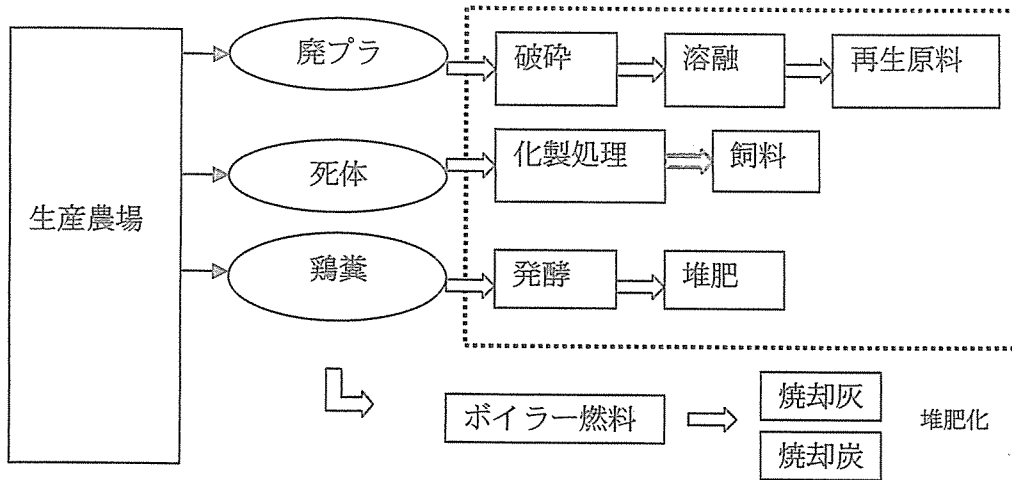 生産農場
廃プラ
破砕
溶融
再生原料
死体
化製処理
飼料
鶏糞
発酵
堆肥
ボイラー燃料
焼却灰
焼却炭
堆肥化